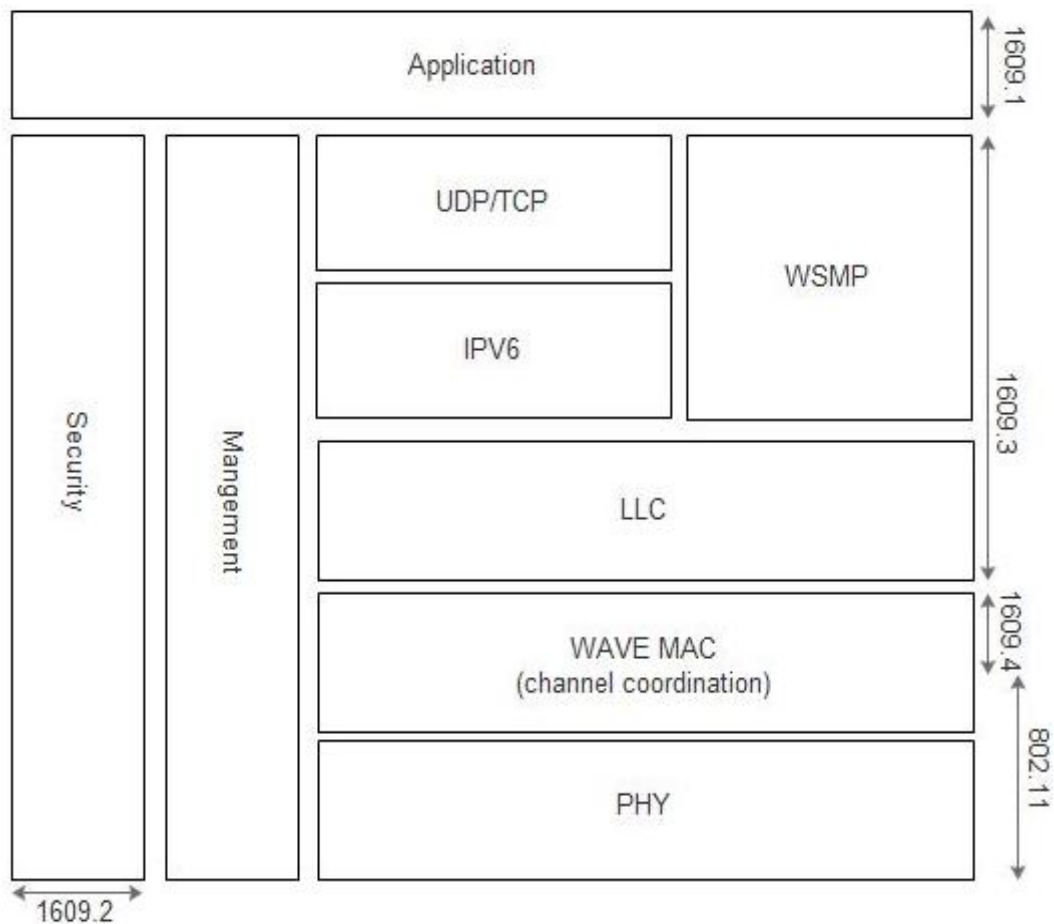 Application
1609.1
Security
Mangement
UDP/TCP
WSMP
IPV6
1609.3
LLC
WAVE MAC
(channel coordination)
1609.4
802.11
PHY
1609.2